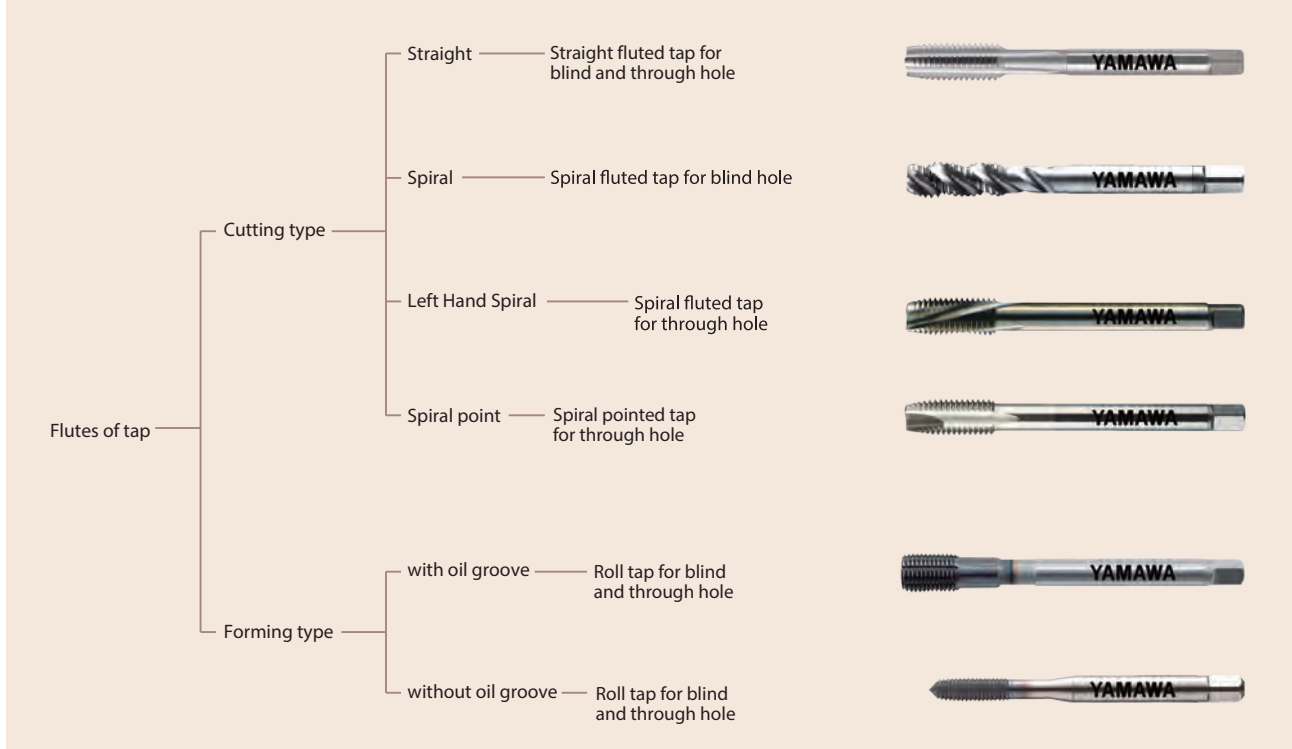 Straight
Straight fluted tap for
blind and through hole
YAMAWA
Spiral
Spiral fluted tap for blind hole
YAMAWA
Cutting type
Left Hand Spiral
Spiral fluted tap
for through hole
YAMAWA
Spiral point
Spiral pointed tap
for through hole
YAMAWA
Flutes of tap
with oil groove
Roll tap for blind
and through hole
YAMAWA
Forming type
without oil groove
Roll tap for blind
and through hole
YAMAWA